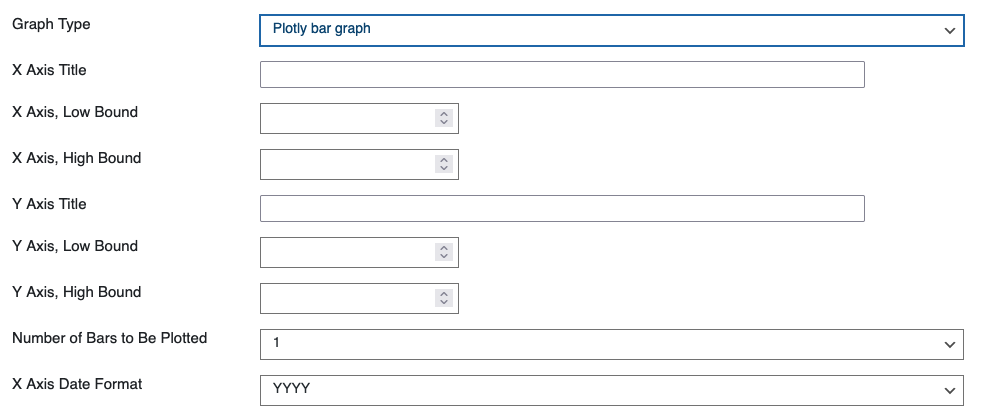 Graph Type
Plotly bar graph
X Axis Title
X Axis, Low Bound
X Axis, High Bound
Y Axis Title
Y Axis, Low Bound
Y Axis, High Bound
Number of Bars to Be Plotted
1
X Axis Date Format
YYYY